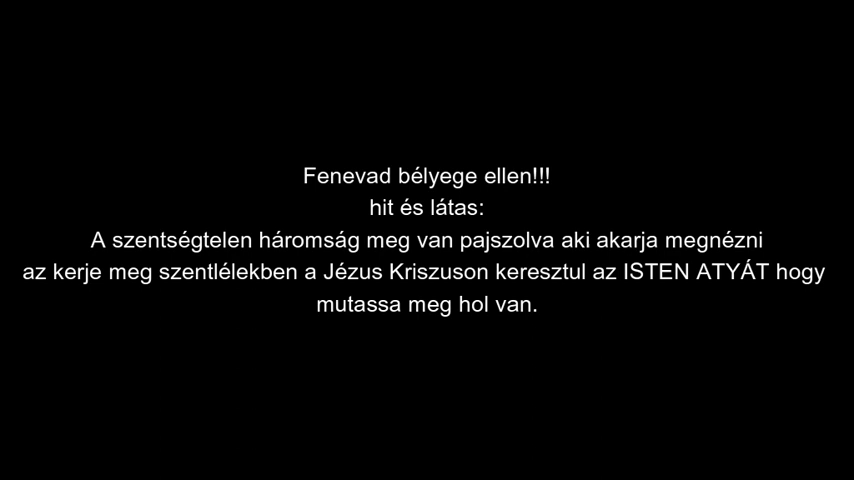 Fenevad bélyege ellen!!!
hit és látas:
A szentségtelen háromság meg van pajszolva aki akarja megnézni
az kerje meg szentlélekben a Jézus Kriszuson keresztul az ISTEN ATYÁT hogy
mutassa meg hol van.